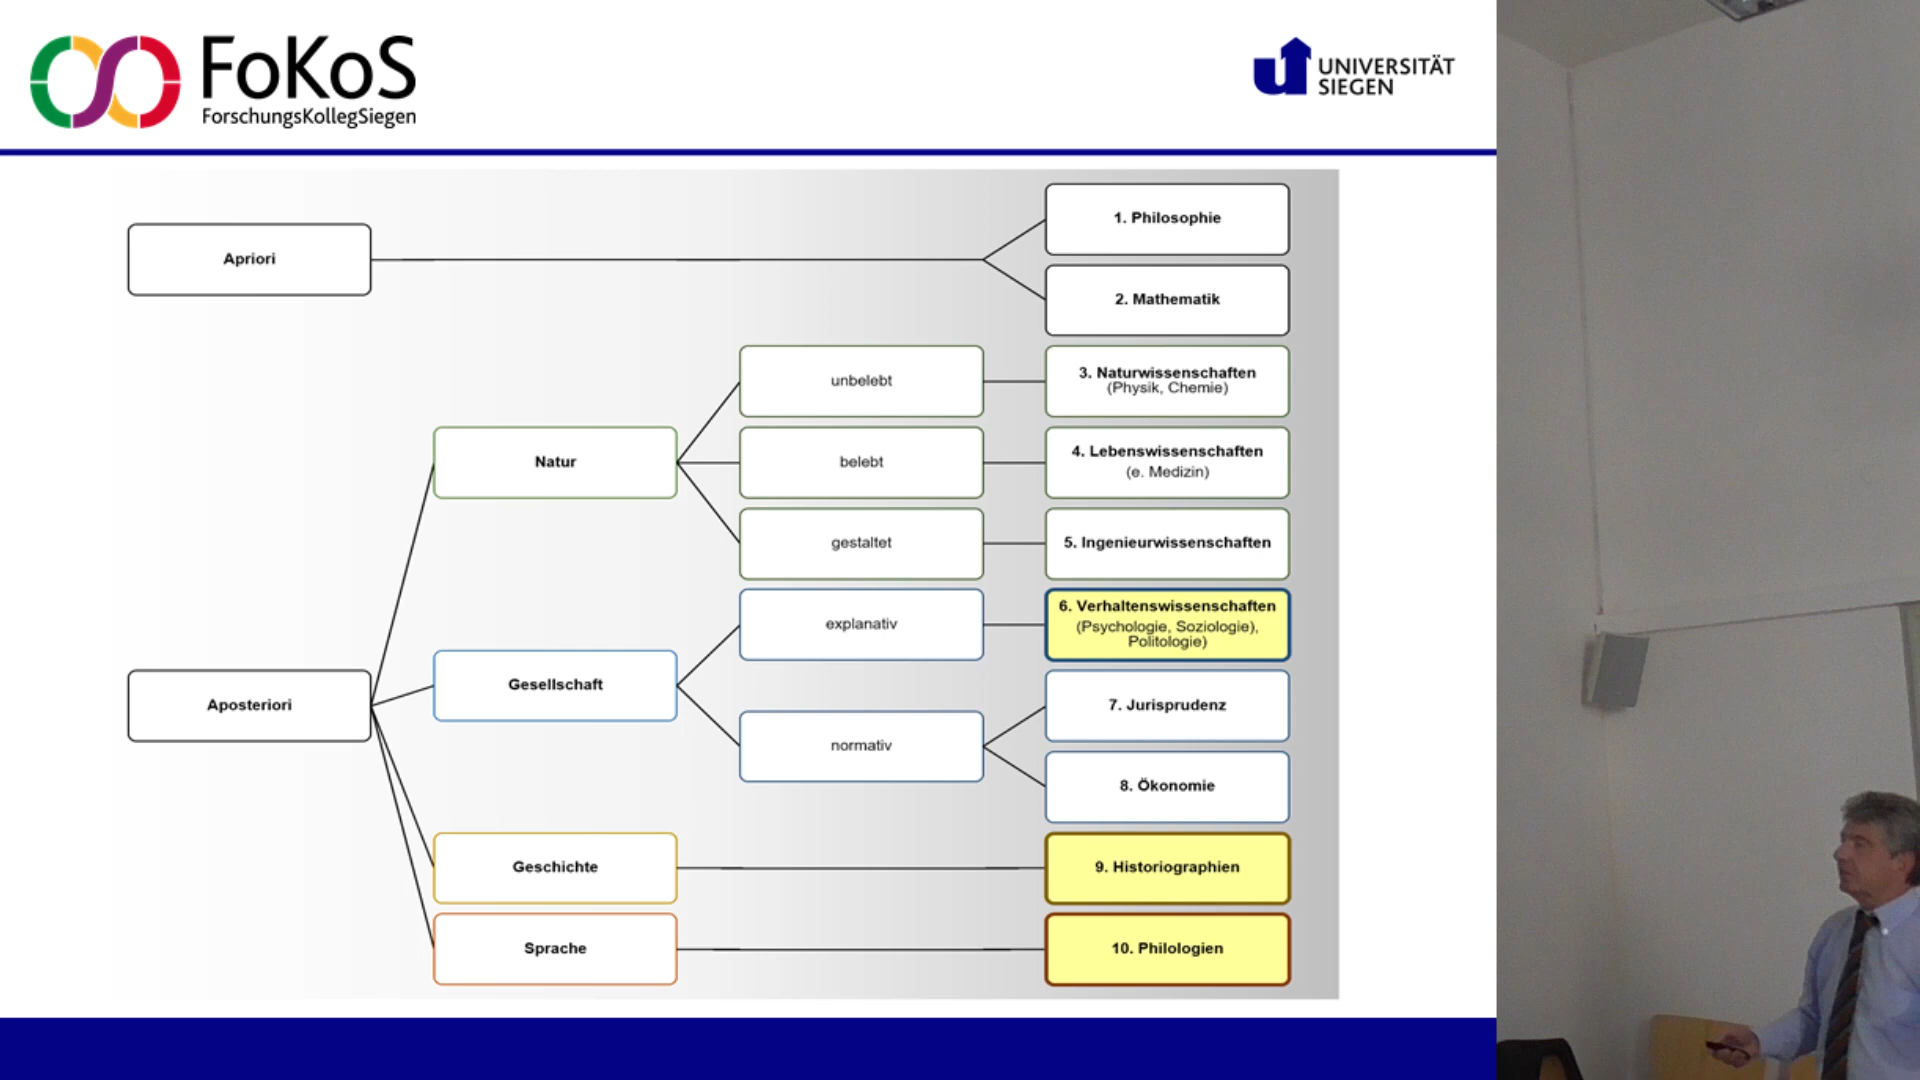 FoKoS
ForschungsKollegSiegen
UNIVERSITÄT
SIEGEN
Apriori
1. Philosophie
2. Mathematik
unbelebt
3. Naturwissenschaften
(Physik, Chemie)
Natur
belebt
4. Lebenswissenschaften
(e. Medizin)
gestaltet
5. Ingenieurwissenschaften
explanativ
6. Verhaltenswissenschaften
(Psychologie, Soziologie),
Politologie)
Aposteriori
Gesellschaft
normativ
7. Jurisprudenz
8. Ökonomie
Geschichte
9. Historiographien
Sprache
10. Philologien